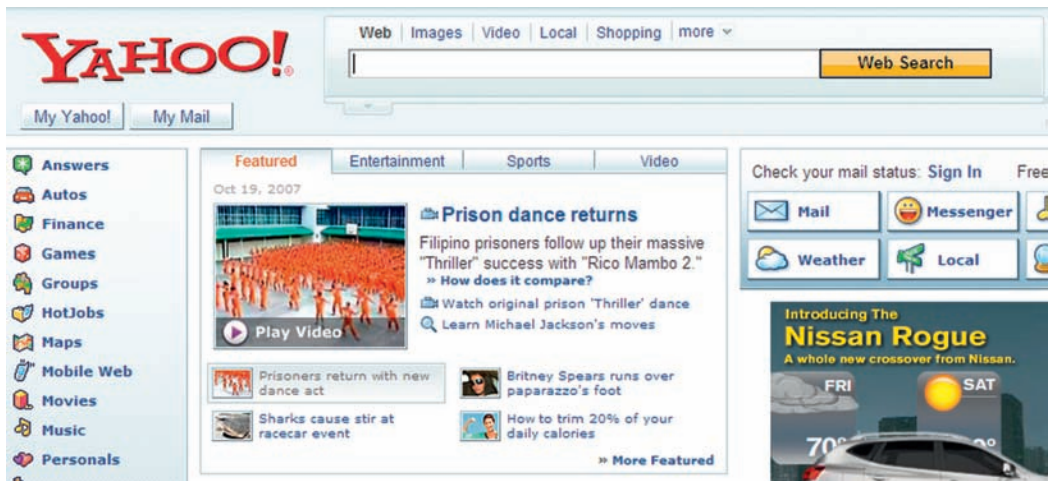 YAHOO!
Web Images Video Local Shopping more
Web Search
My Yahoo! My Mail
Answers
Autos
Finance
Games
Groups
HotJobs
Maps
Mobile Web
Movies
Music
Personals
Featured Entertainment Sports Video
Oct 19, 2007
Play Video
Prison dance returns
Filipino prisoners follow up their massive
"Thriller" success with "Rico Mambo 2."
» How does it compare?
Watch original prison 'Thriller' dance
Learn Michael Jackson's moves
Prisoners return with new
dance act
Britney Spears runs over
paparazzo's foot
Sharks cause stir at
racecar event
How to trim 20% of your
daily calories
» More Featured
Check your mail status: Sign In Free
Mail Messenger
Weather Local
Introducing The
Nissan Rogue
A whole new crossover from Nissan.
FRI SAT
70°